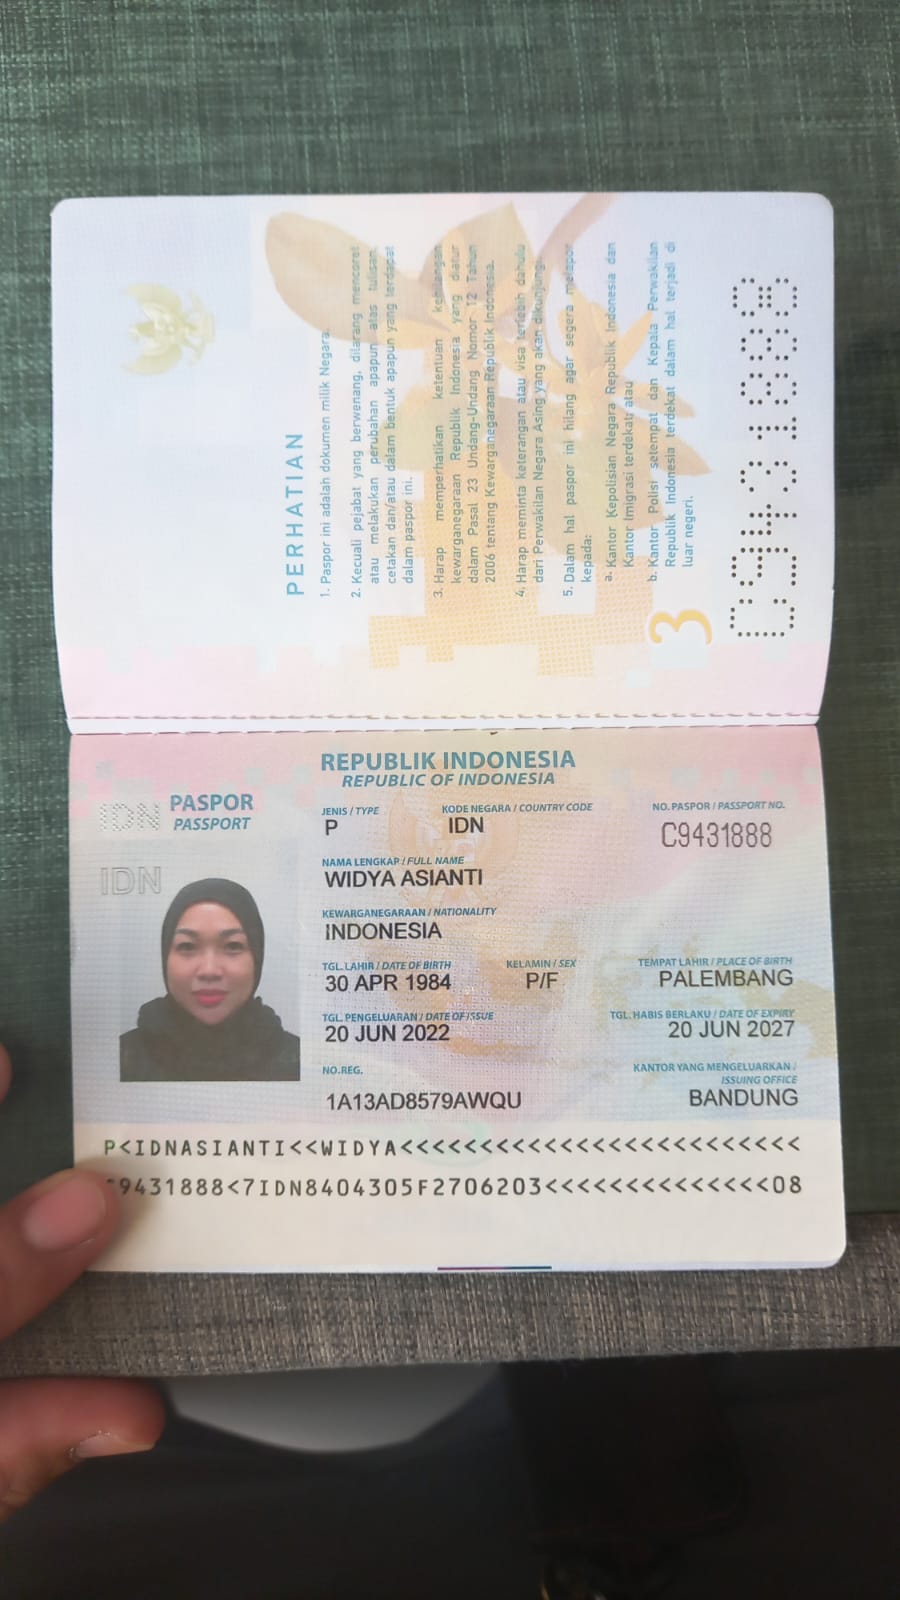 PERHATIAN
1. Paspor ini adalah dokumen milik Negara.
2. Kecuali pejabat yang berwenang, dilarang mencoret
atau melakukan perubahan apapun atas tulisan,
cetakan dan/atau dalam bentuk apapun yang terdapat
dalam paspor ini.
3. Harap memperhatikan ketentuan kehilangan
kewarganegaraan Republik Indonesia yang diatur
dalam Pasal 23 Undang-Undang Nomor 12 Tahun
2006 tentang Kewarganegaraan Republik Indonesia.
4. Harap meminta keterangan atau visa terlebih dahulu
dari Perwakilan Negara Asing yang akan dikunjungi.
5. Dalam hal paspor ini hilang agar segera melapor
kepada:
a. Kantor Kepolisian Negara Republik Indonesia dan
Kantor Imigrasi terdekat; atau
b. Kantor Polisi setempat dan Kepala Perwakilan
Republik Indonesia terdekat dalam hal terjadi di
luar negeri.
3
C9431888
REPUBLIK INDONESIA
REPUBLIC OF INDONESIA
IDN PASPOR
PASSPORT
IDN
JENIS / TYPE KODE NEGARA / COUNTRY CODE NO. PASPOR / PASSPORT NO.
P IDN C9431888
NAMA LENGKAP / FULL NAME
WIDYA ASIANTI
KEWARGANEGARAAN / NATIONALITY
INDONESIA
TGL. LAHIR / DATE OF BIRTH KELAMIN / SEX TEMPAT LAHIR / PLACE OF BIRTH
30 APR 1984 P/F PALEMBANG
TGL. PENGELUARAN / DATE OF ISSUE TGL. HABIS BERLAKU / DATE OF EXPIRY
20 JUN 2022 20 JUN 2027
NO. REG. KANTOR YANG MENGELUARKAN /
ISSUING OFFICE
1A13AD8579AWQU BANDUNG
P<IDNASIANTI<<WIDYA<<<<<<<<<<<<<<<<<<<<<<<<<
9431888<7IDN8404305F2706203<<<<<<<<<<<<<<08